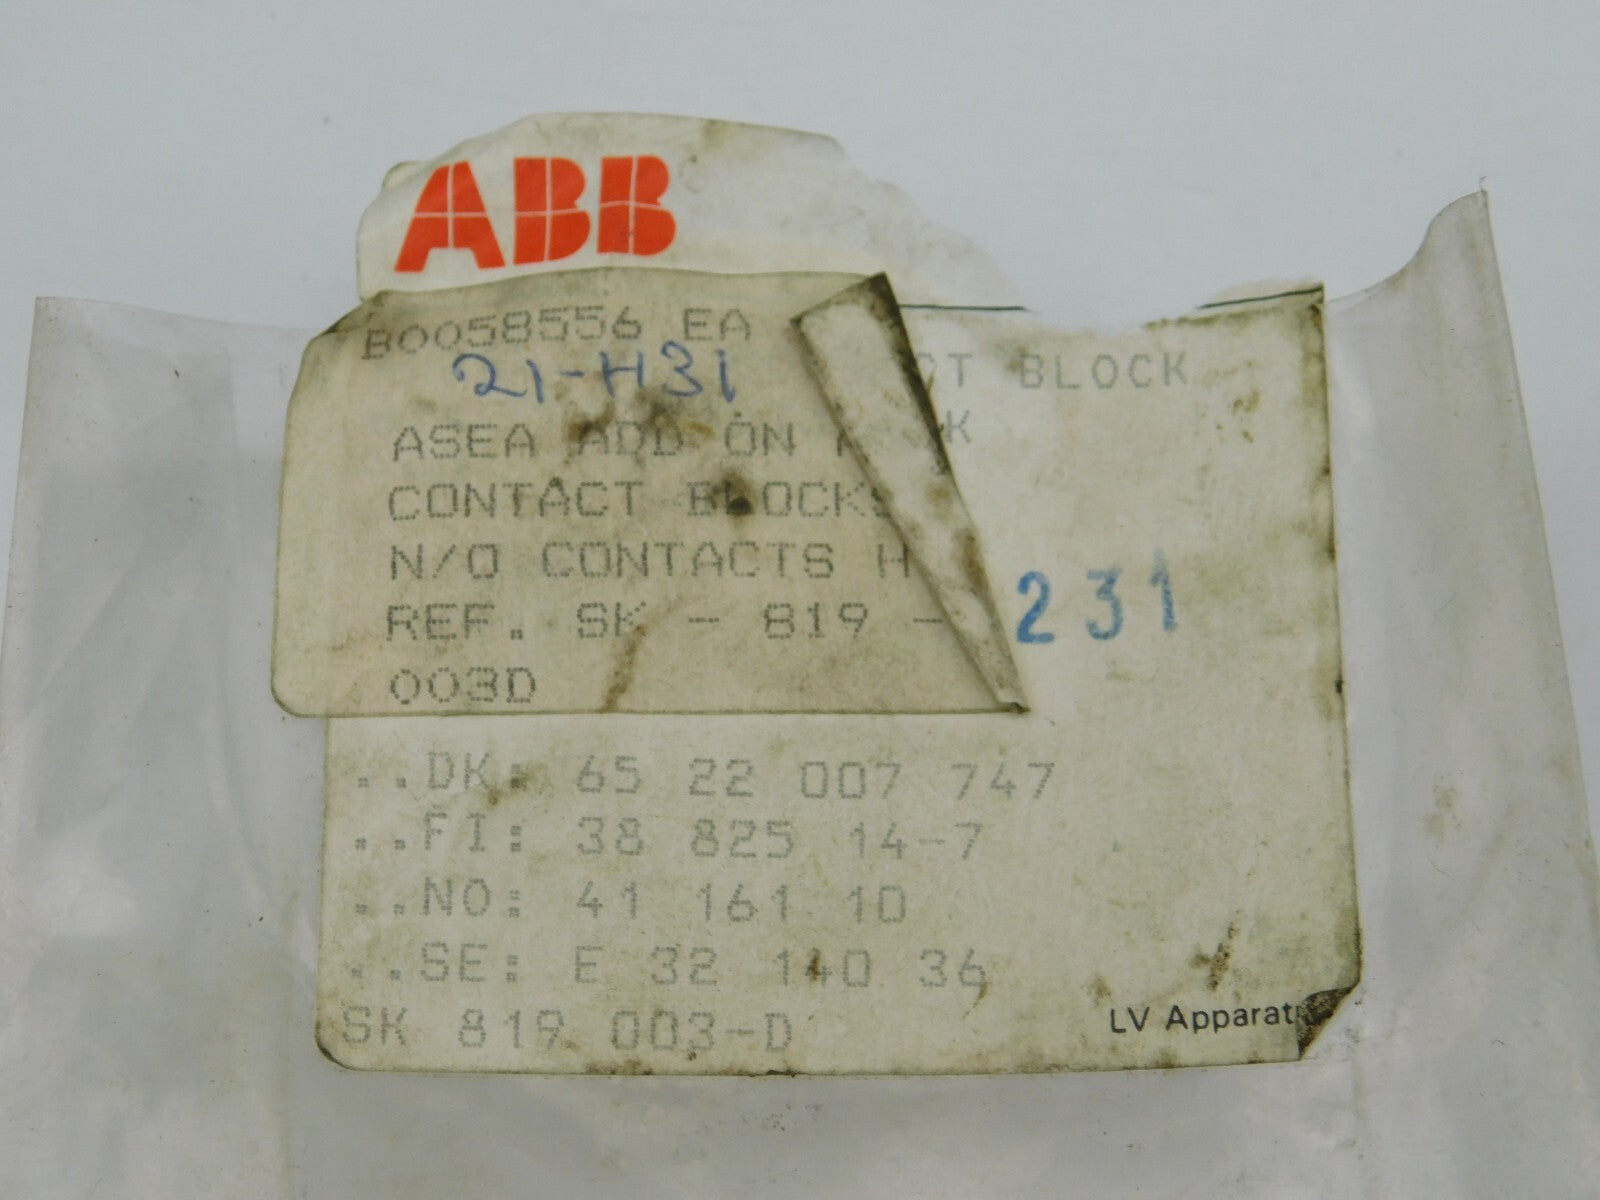 ABB
B0058556 EA
21-H31
BLOCK
ASEA ADD ON
CONTACT BLOCKS
N/O CONTACTS H
231
REF. SK - 819 -
003D
..DK: 65 22 007 747
..FI: 38 825 14-7
..NO: 41 161 10
..SE: E 32 140 36
SK 819 003-D
LV Apparat